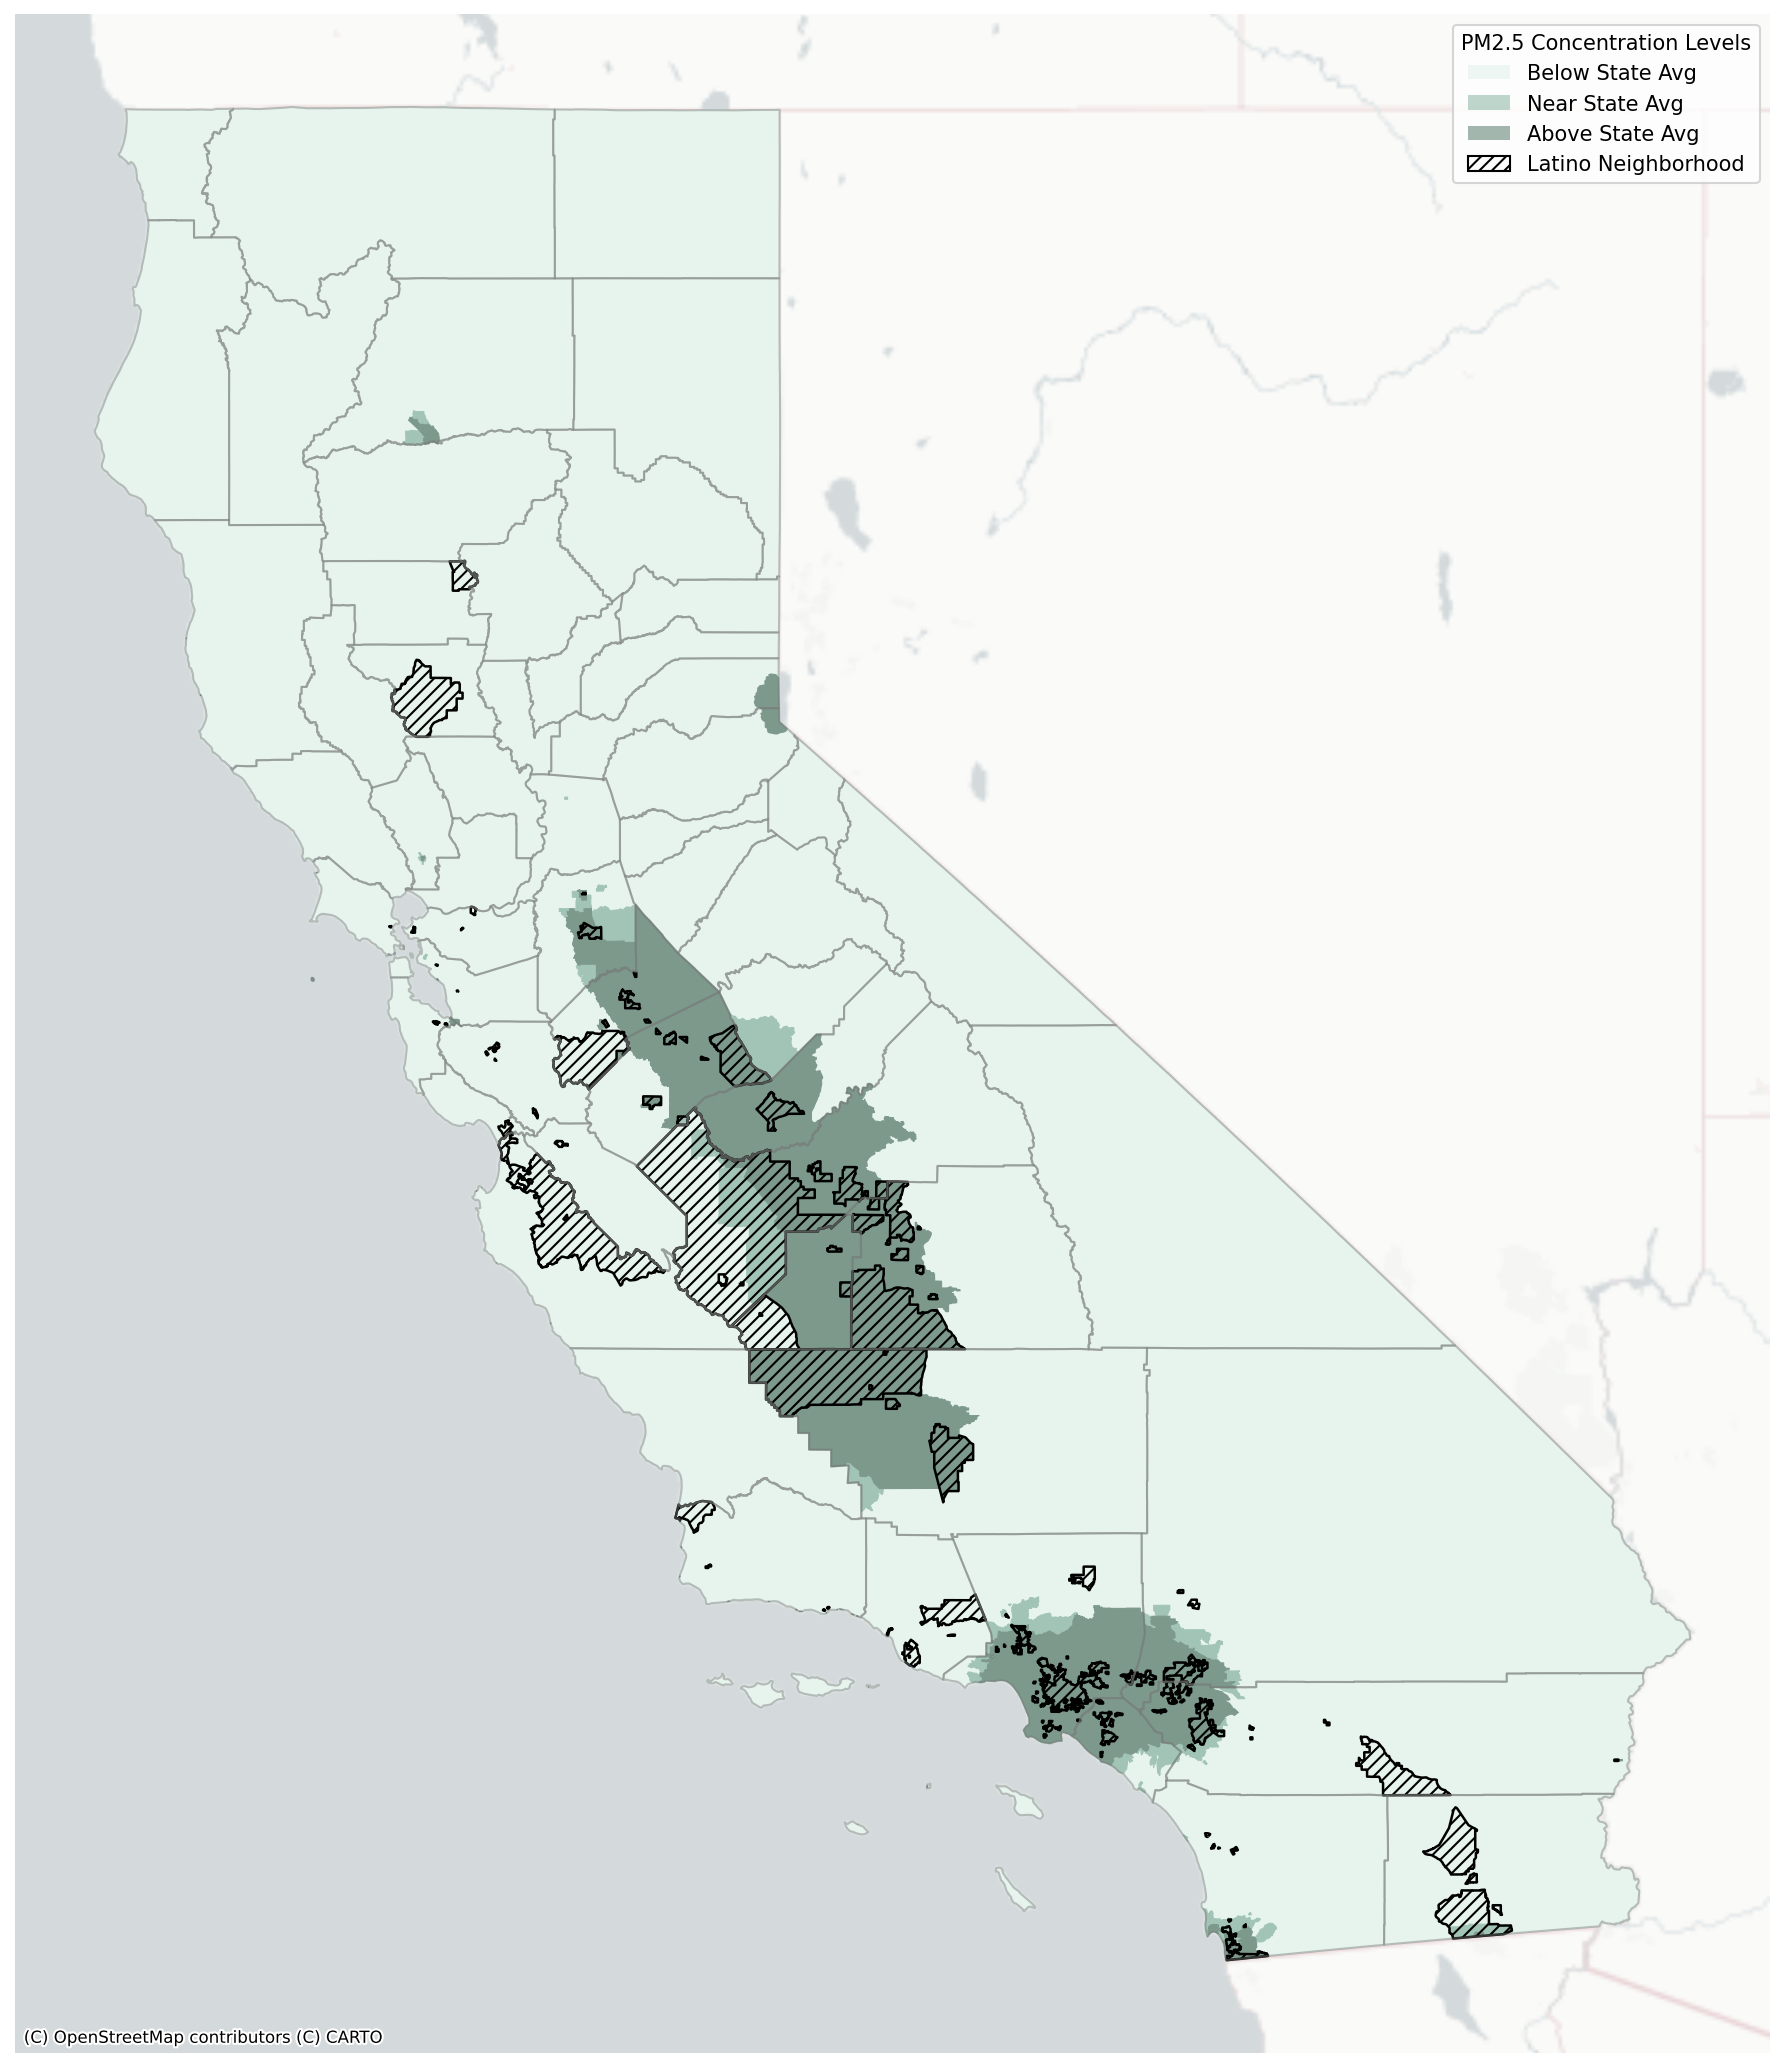 PM2.5 Concentration Levels
Below State Avg
Near State Avg
Above State Avg
Latino Neighborhood
(C) OpenStreetMap contributors (C) CARTO